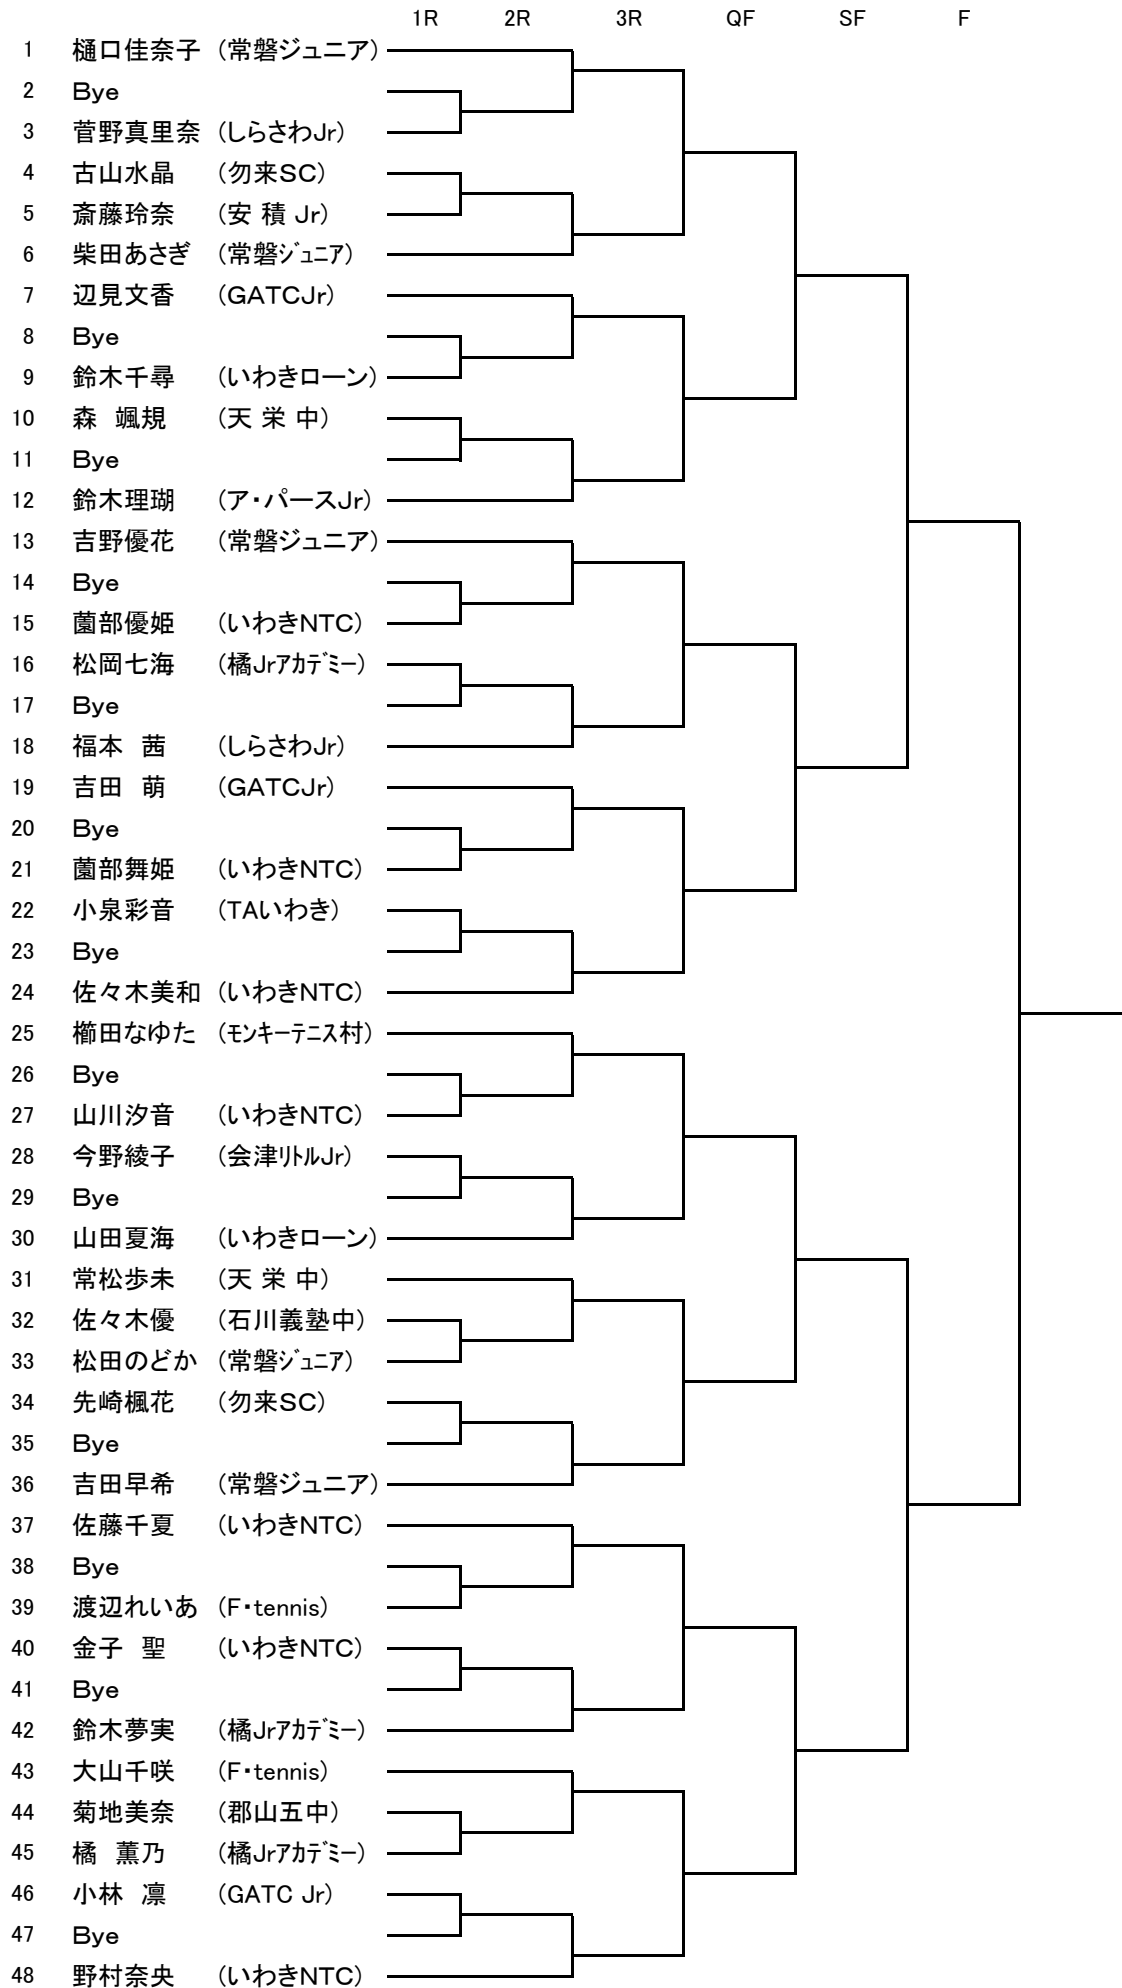 1R 2R 3R QF SF F
1 樋口佳奈子 (常磐ジュニア)
2 Bye
3 菅野真里奈 (しらさわJr)
4 古山水晶 (勿来SC)
5 斎藤玲奈 (安 積 Jr)
6 柴田あさぎ (常磐ｼﾞｭﾆｱ)
7 辺見文香 (GATCJr)
8 Bye
9 鈴木千尋 (いわきローン)
10 森 颯規 (天 栄 中)
11 Bye
12 鈴木理瑚 (ア・パースJr)
13 吉野優花 (常磐ジュニア)
14 Bye
15 薗部優姫 (いわきNTC)
16 松岡七海 (橘Jrｱｶﾃﾞﾐｰ)
17 Bye
18 福本 茜 (しらさわJr)
19 吉田 萌 (GATCJr)
20 Bye
21 薗部舞姫 (いわきNTC)
22 小泉彩音 (TAいわき)
23 Bye
24 佐々木美和 (いわきNTC)
25 曛田なゆた (ﾓﾝｷｰﾃﾆｽ村)
26 Bye
27 山川汐音 (いわきNTC)
28 今野綾子 (会津ﾘﾄﾙJr)
29 Bye
30 山田夏海 (いわきローン)
31 常松歩未 (天 栄 中)
32 佐々木優 (石川義塾中)
33 松田のどか (常磐ｼﾞｭﾆｱ)
34 先崎楓花 (勿来SC)
35 Bye
36 吉田早希 (常磐ジュニア)
37 佐藤千夏 (いわきNTC)
38 Bye
39 渡辺れいあ (F・tennis)
40 金子 聖 (いわきNTC)
41 Bye
42 鈴木夢実 (橘Jrｱｶﾃﾞﾐｰ)
43 大山千咲 (F・tennis)
44 菊地美奈 (郡山五中)
45 橘 薫乃 (橘Jrｱｶﾃﾞﾐｰ)
46 小林 凛 (GATC Jr)
47 Bye
48 野村奈央 (いわきNTC)